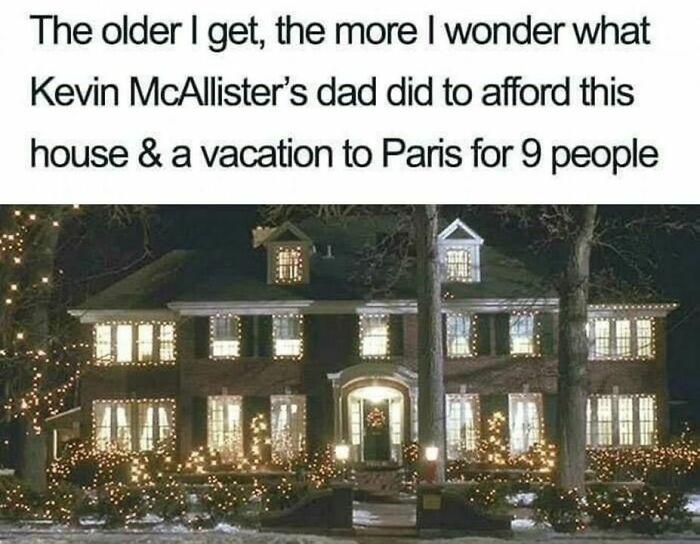 The older I get, the more I wonder what
Kevin McAllister's dad did to afford this
house & a vacation to Paris for 9 people